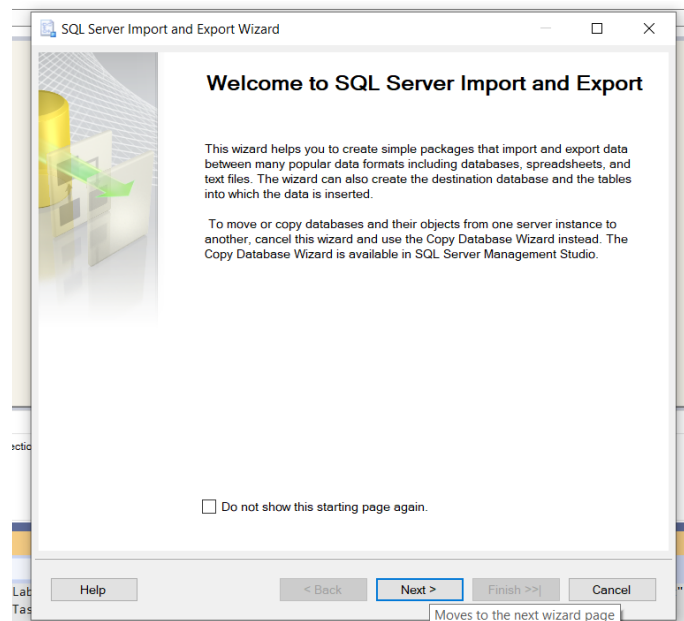 SQL Server Import and Export Wizard
Welcome to SQL Server Import and Export
This wizard helps you to create simple packages that import and export data
between many popular data formats including databases, spreadsheets, and
text files. The wizard can also create the destination database and the tables
into which the data is inserted.
To move or copy databases and their objects from one server instance to
another, cancel this wizard and use the Copy Database Wizard instead. The
Copy Database Wizard is available in SQL Server Management Studio.
ectio
Do not show this starting page again.
Lab
Help
< Back
Next >
Finish >>|
Cancel
"
Tas
Moves to the next wizard page